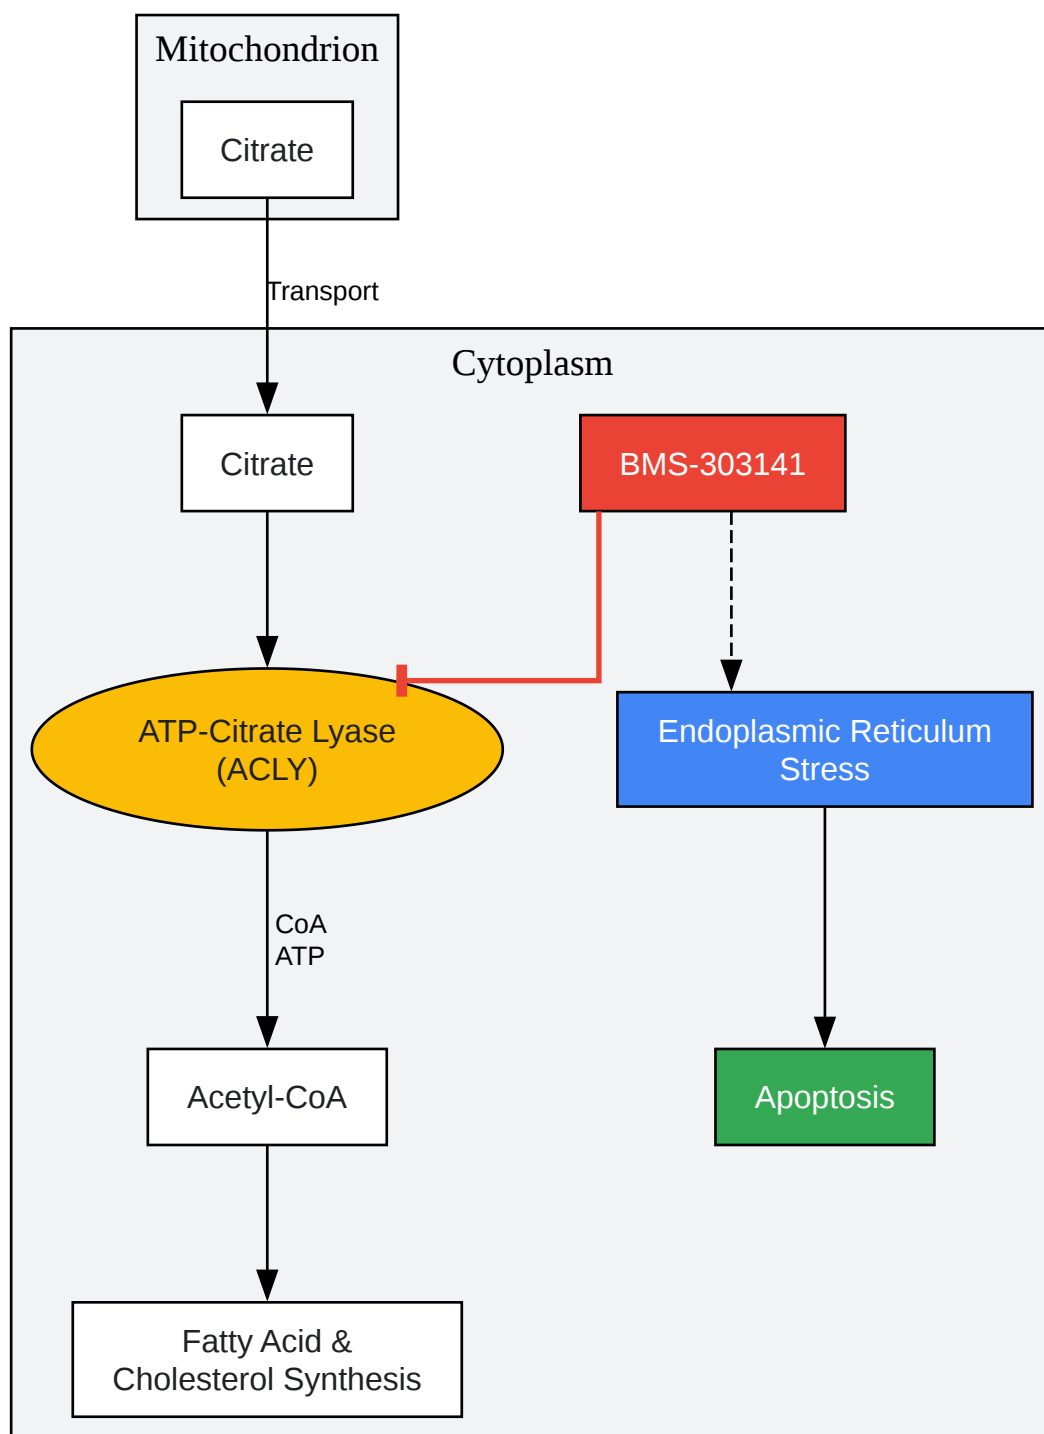 Mitochondrion
Citrate
Transport
Cytoplasm
Citrate
BMS-303141
ATP-Citrate Lyase
(ACLY)
Endoplasmic Reticulum
Stress
CoA
ATP
Acetyl-CoA
Apoptosis
Fatty Acid &
Cholesterol Synthesis